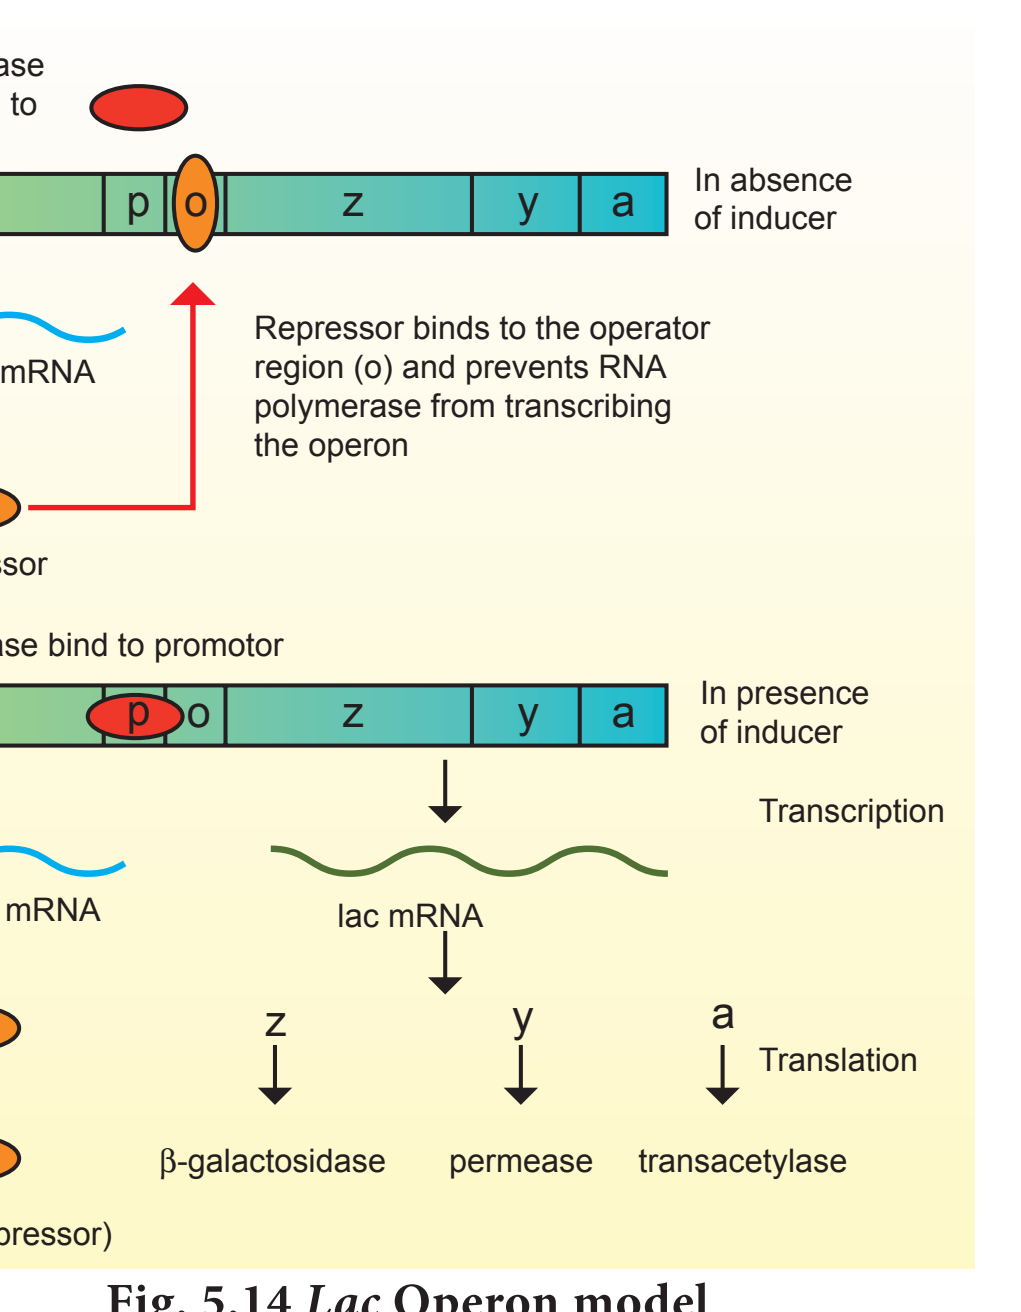 to
p o z y a
In absence
of inducer
mRNA
Repressor binds to the operator
region (o) and prevents RNA
polymerase from transcribing
the operon
bind to promotor
p o z y a
In presence
of inducer
Transcription
mRNA
lac mRNA
z y a
Translation
β-galactosidase permease transacetylase
Fig. 5.14 Lac Operon model